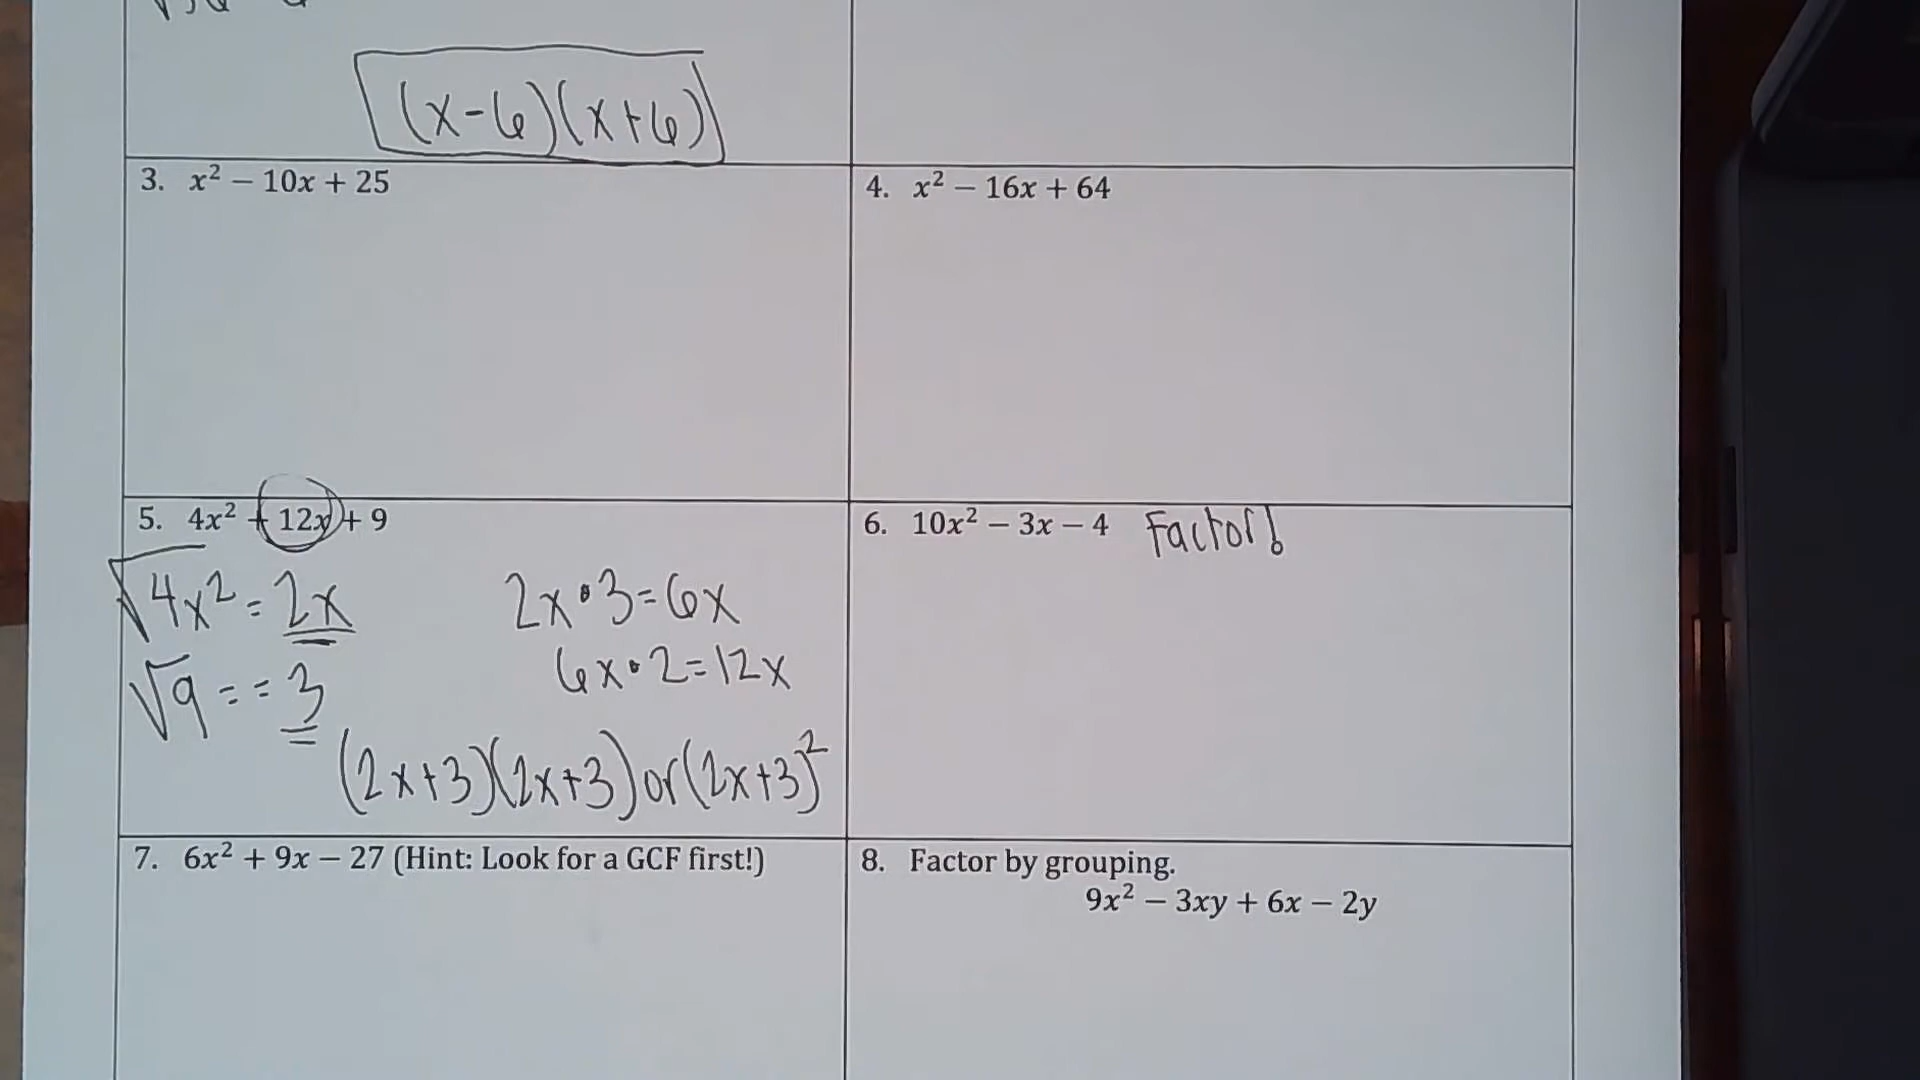 (x-6)(x+6)
3. x² − 10x + 25
4. x² − 16x + 64
5. 4x² + 12x + 9
√4x² = 2x
2x•3=6x
6x•2=12x
√9 = = 3
(2x+3)(2x+3) or (2x+3)²
6. 10x² − 3x − 4 Factor!
7. 6x² + 9x − 27 (Hint: Look for a GCF first!)
8. Factor by grouping.
9x² − 3xy + 6x − 2y